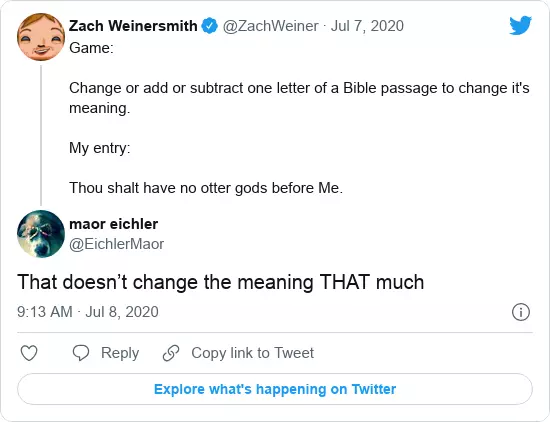 Zach Weinersmith @ZachWeiner · Jul 7, 2020
Game:
Change or add or subtract one letter of a Bible passage to change it's
meaning.
My entry:
Thou shalt have no otter gods before Me.
maor eichler
@EichlerMaor
That doesn’t change the meaning THAT much
9:13 AM · Jul 8, 2020
Reply Copy link to Tweet
Explore what's happening on Twitter